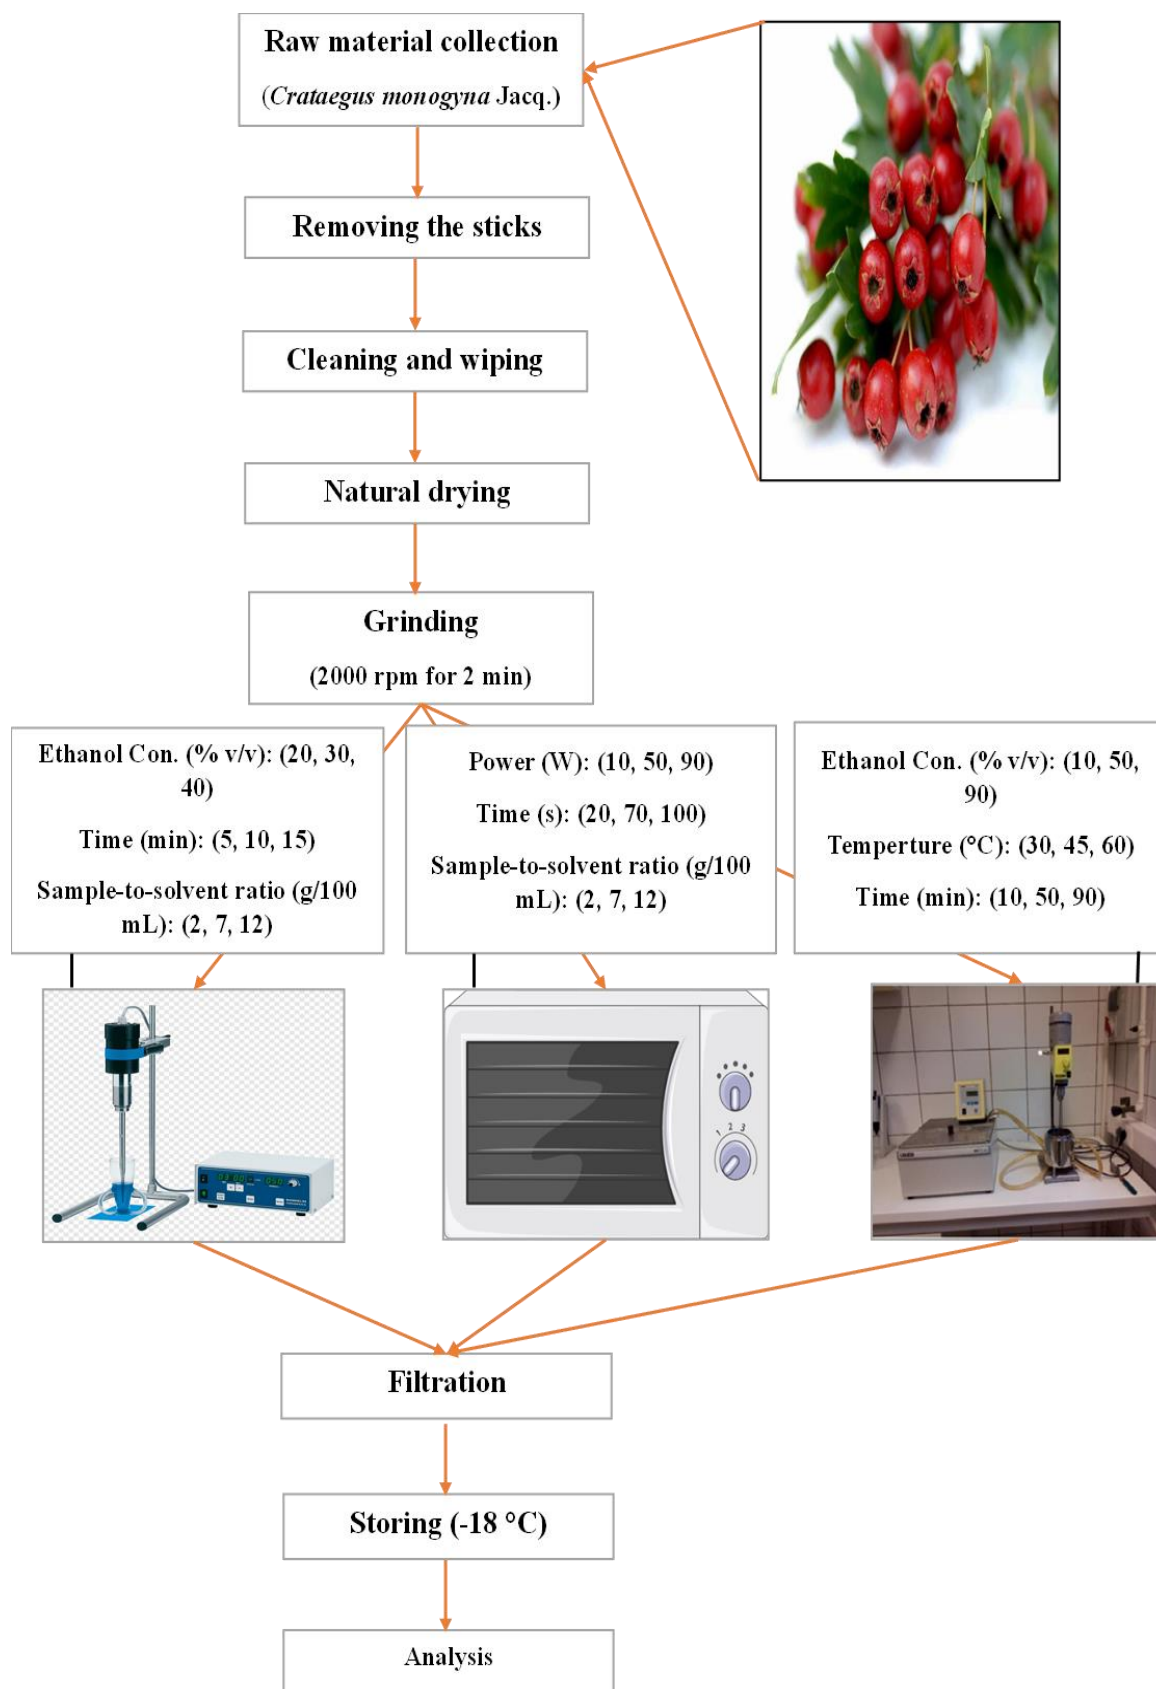 Raw material collection
(Crataegus monogyna Jacq.)
Removing the sticks
Cleaning and wiping
Natural drying
Grinding
(2000 rpm for 2 min)
Ethanol Con. (% v/v): (20, 30,
40)
Time (min): (5, 10, 15)
Sample-to-solvent ratio (g/100
mL): (2, 7, 12)
Power (W): (10, 50, 90)
Time (s): (20, 70, 100)
Sample-to-solvent ratio (g/100
mL): (2, 7, 12)
Ethanol Con. (% v/v): (10, 50,
90)
Temperture (°C): (30, 45, 60)
Time (min): (10, 50, 90)
1 2 3
Filtration
Storing (-18 °C)
Analysis